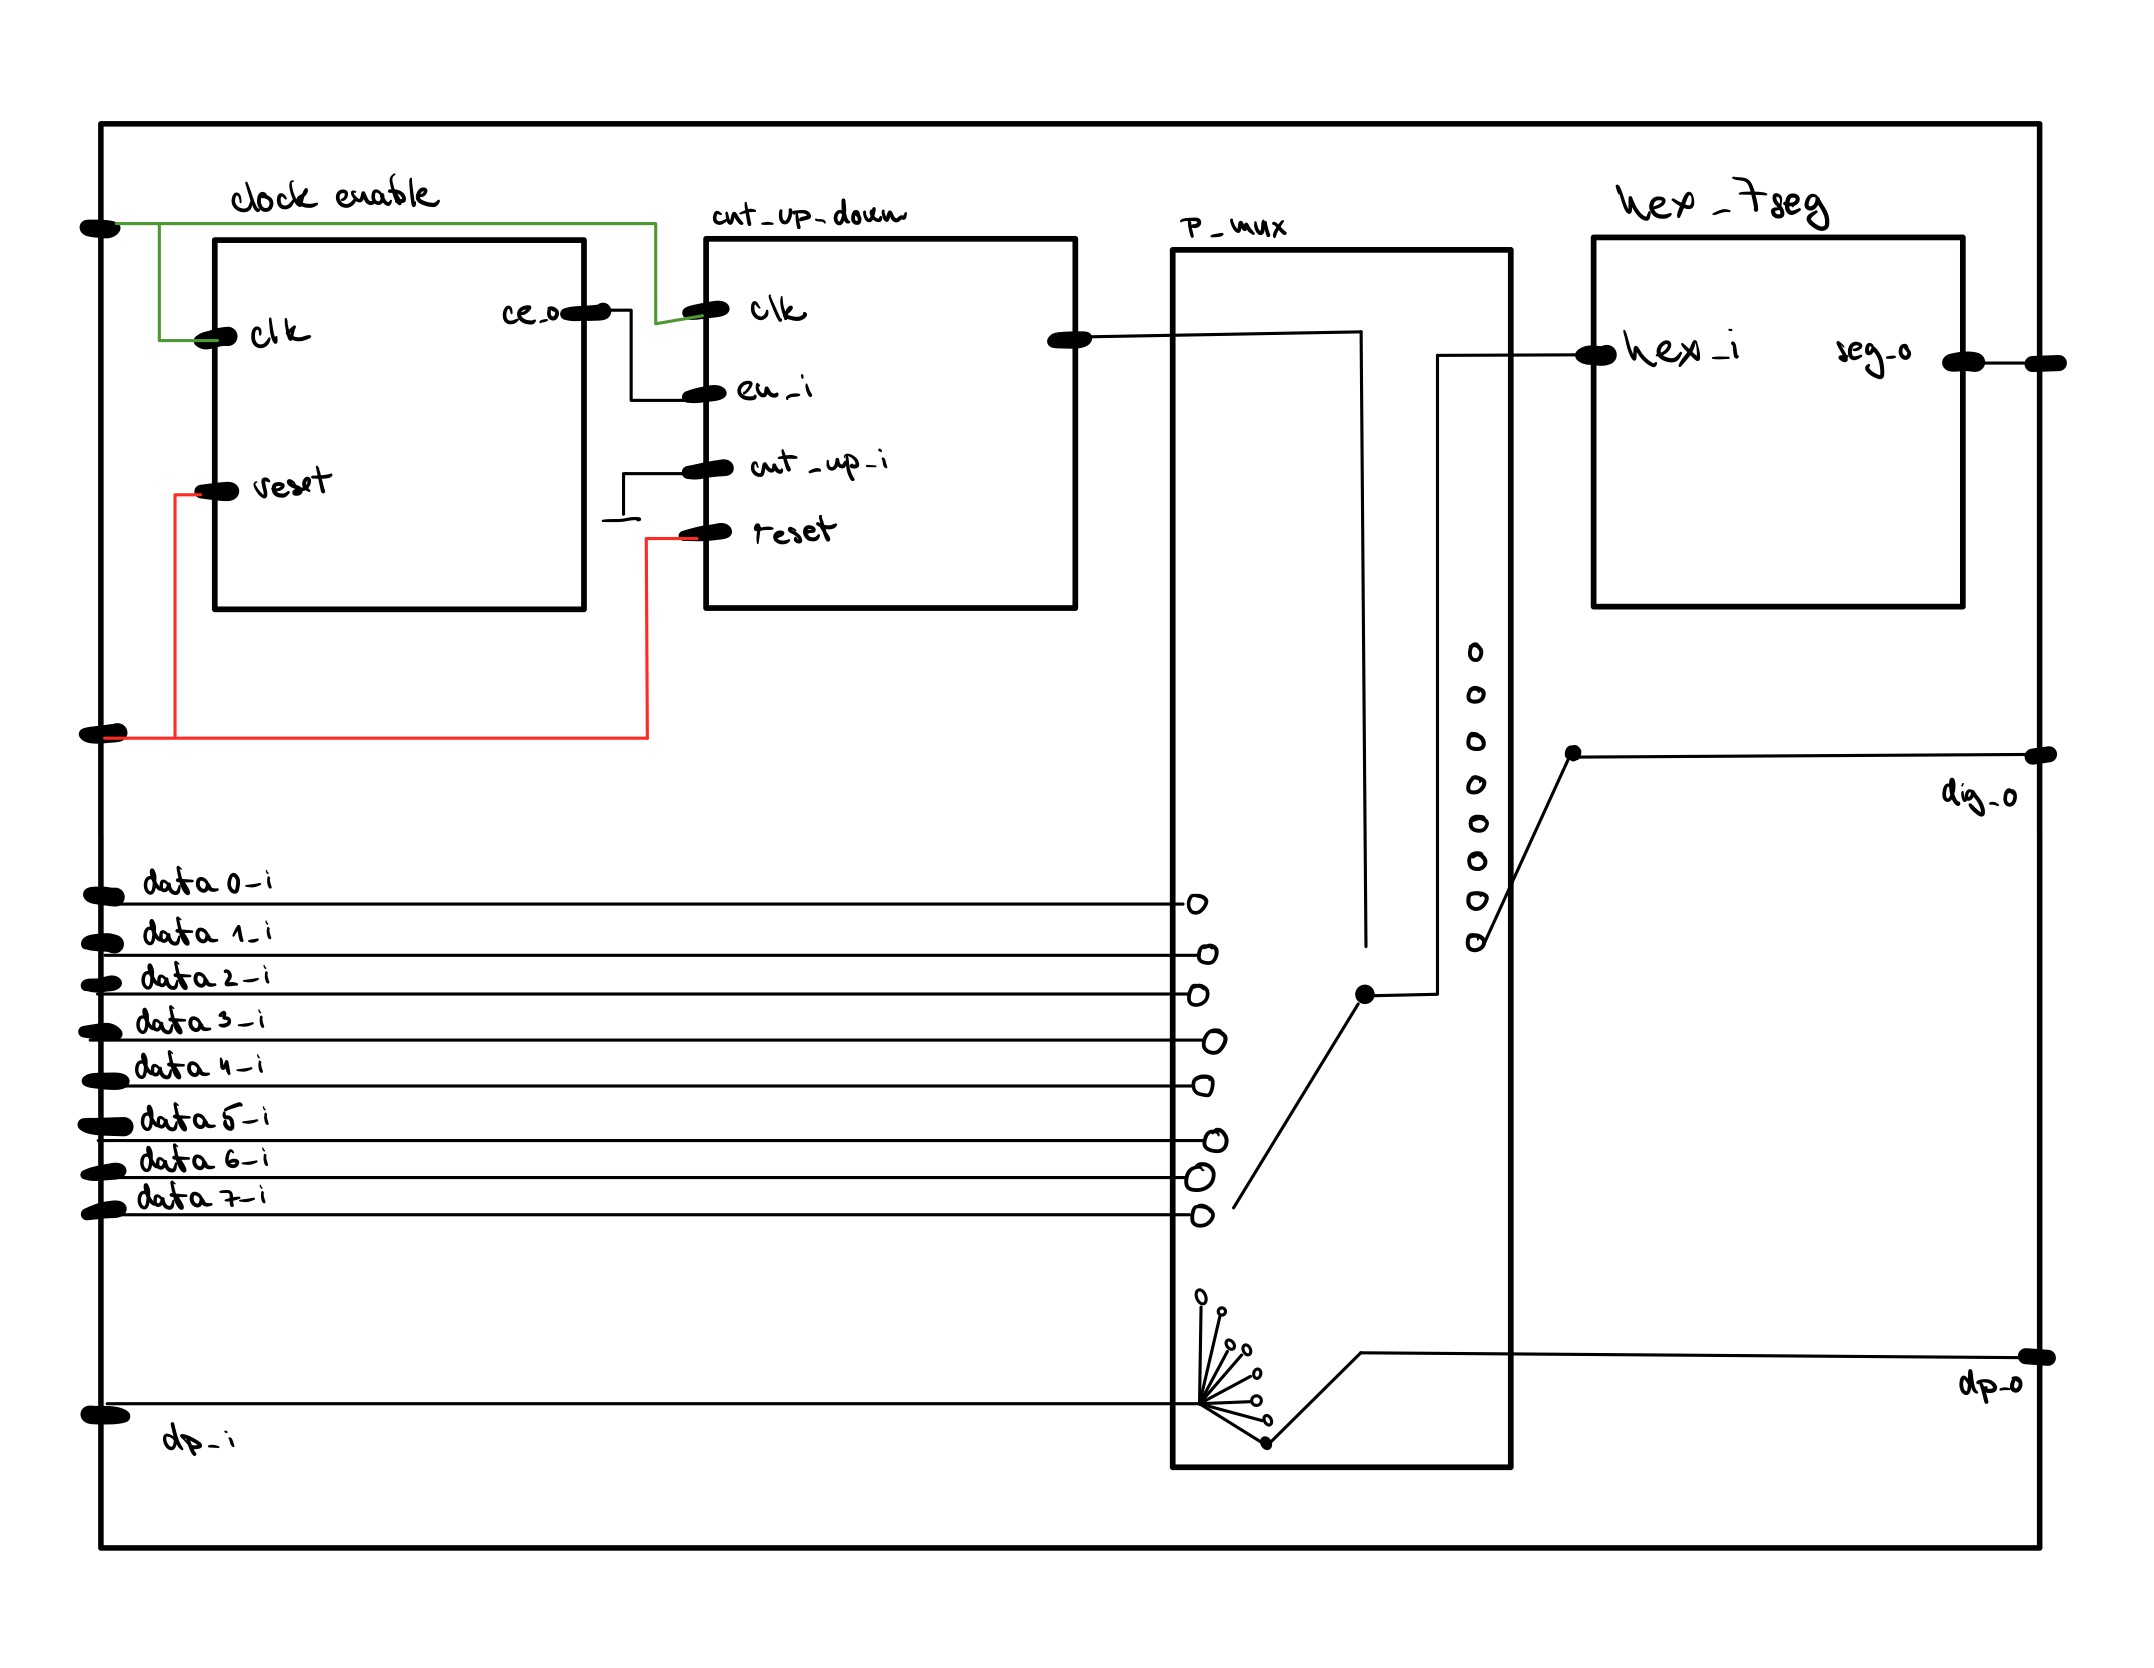 clock enable
clk
ce_o
reset
cnt_up_down
clk
en_i
cnt_up_i
reset
p_mux
hex_7seg
hex_i
seg_o
dig_o
data 0_i
data 1_i
data 2_i
data 3_i
data 4_i
data 5_i
data 6_i
data 7_i
dp_i
dp_o